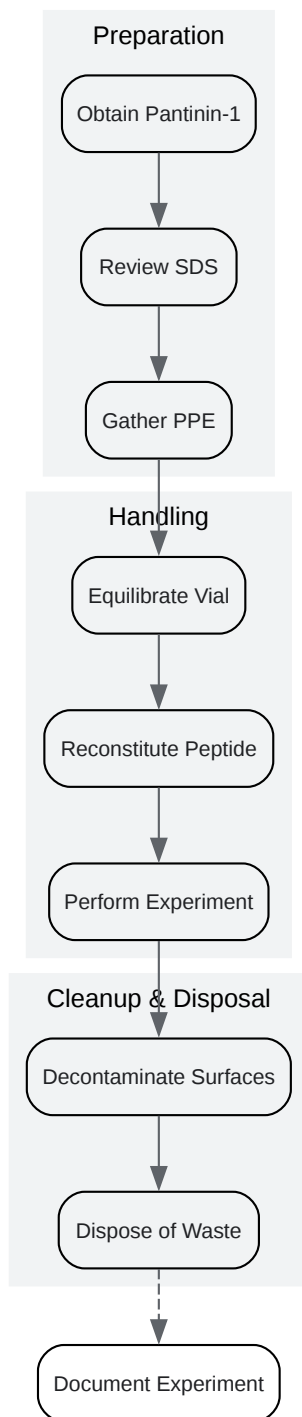 Preparation
Obtain Pantinin-1
Review SDS
Gather PPE
Handling
Equilibrate Vial
Reconstitute Peptide
Perform Experiment
Cleanup & Disposal
Decontaminate Surfaces
Dispose of Waste
Document Experiment